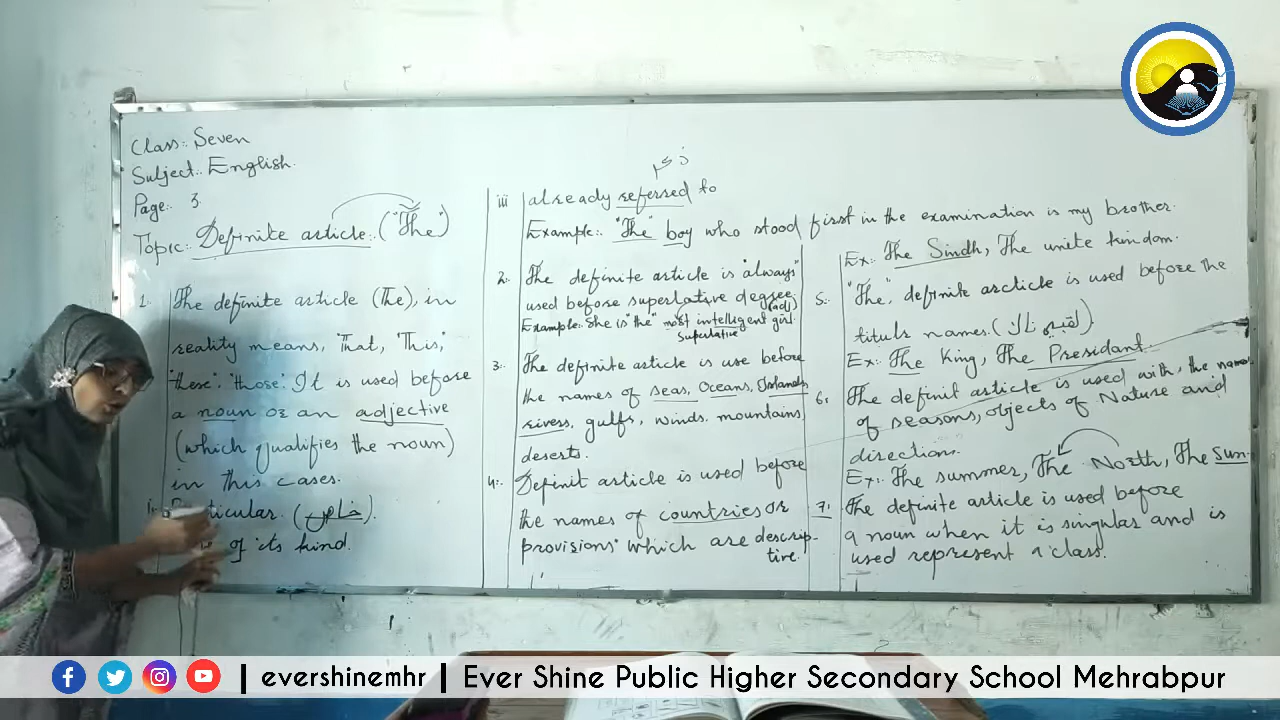 Class:. Seven
Subject:. English.
Page:. 3.
Topic:. Definite article:. ("The")
1:. The definite article (The), in
reality means, "That, "This,"
"these". "those". It is used before
a noun or an adjective
(which qualifies the noun)
in this cases.
Particular. (خاص).
of its kind.
iii already referred to
Example:. "The" boy who stood first in the examination is my brother.
2:. The definite article is "always"
used before superlative degree.
(adj)
Example:. She is "the" most intelligent girl.
superlative
3:. The definite article is use before
the names of seas, Oceans, Islands
rivers, gulfs, winds. mountains
deserts.
4:. Definit article is used before
the names of countries or
provisions" which are descrip-
tive.
Ex:. The Sindh, The unite kindom.
5:. "The", definite arclicle is used before the
tituls names. (
Ex:. The King, The Presidant.
6:. The definit article is used with, the names
of seasons, objects of Nature and
direction.
Ex:. The summer, The North, The Sun.
7:. The definite article is used before
a noun when it is singular and is
used represent a class.
evershinemhr | Ever Shine Public Higher Secondary School Mehrabpur